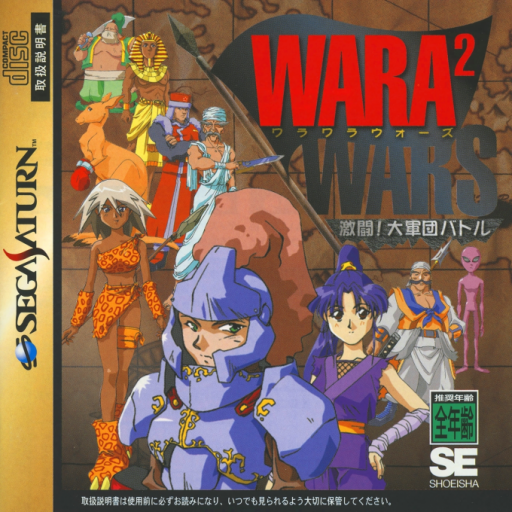 COMPACT
disc
取扱説明書
SEGA SATURN™
WARA²
ワラワラウォーズ
WARS
激闘！大軍団バトル
推奨年齢
全年齢
SE
SHOEISHA
取扱説明書は使用前に必ずお読みになり、いつでも見られるよう大切に保管してください。